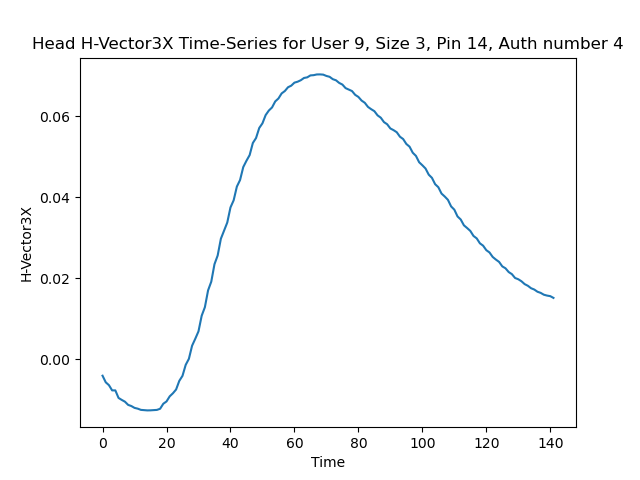 Head H-Vector3X Time-Series for User 9, Size 3, Pin 14, Auth number 4
H-Vector3X
0.06
0.04
0.02
0.00
0 20 40 60 80 100 120 140
Time